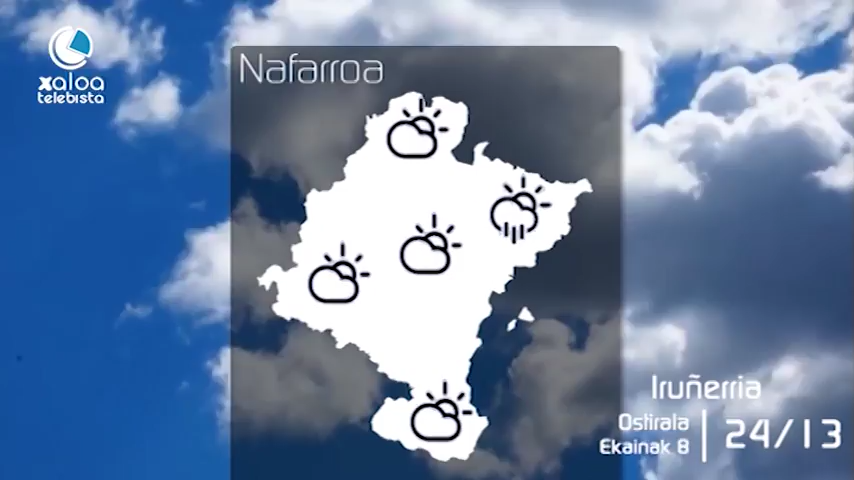 xaloa
telebista
Nafarroa
Iruñerria
Ostirala
Ekainak 8
24/13